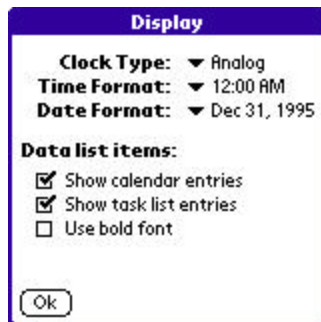 Display
Clock Type: Analog
Time Format: 12:00 AM
Date Format: Dec 31, 1995
Data list items:
Show calendar entries
Show task list entries
Use bold font
Ok